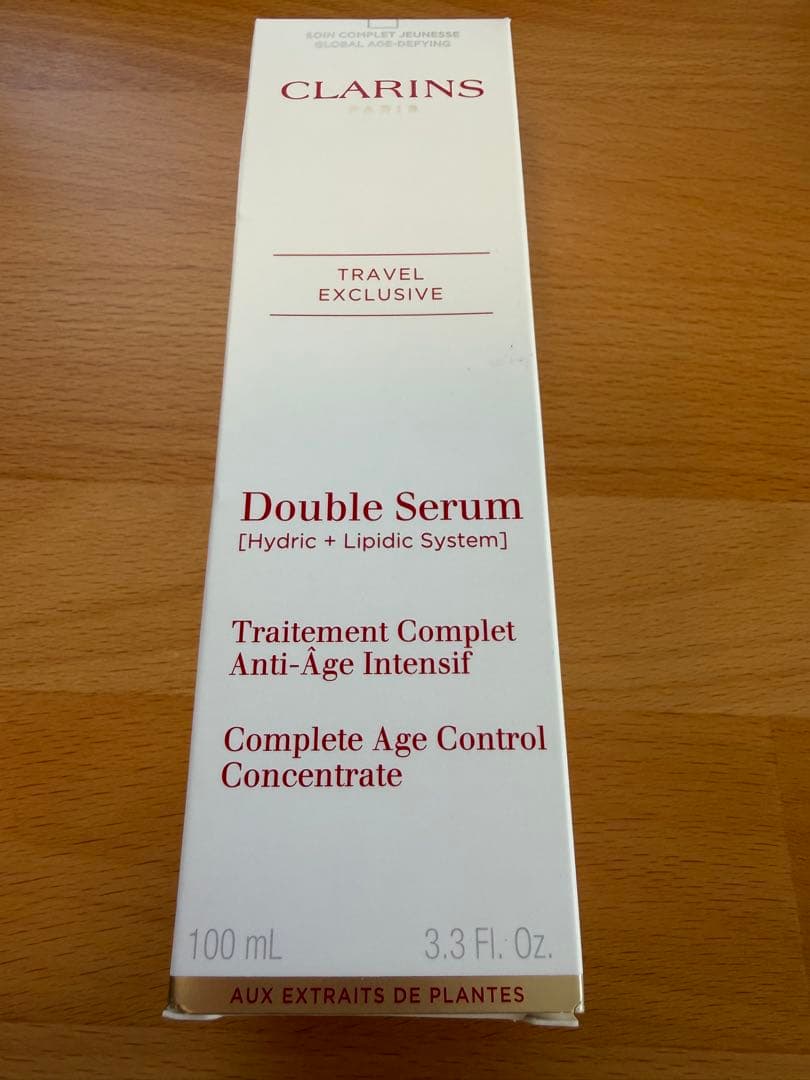 SOIN COMPLET JEUNESSE
GLOBAL AGE-DEFYING
CLARINS
PARIS
TRAVEL
EXCLUSIVE
Double Serum
[Hydric + Lipidic System]
Traitement Complet
Anti-Âge Intensif
Complete Age Control
Concentrate
100 mL 3.3 Fl. Oz.
AUX EXTRAITS DE PLANTES